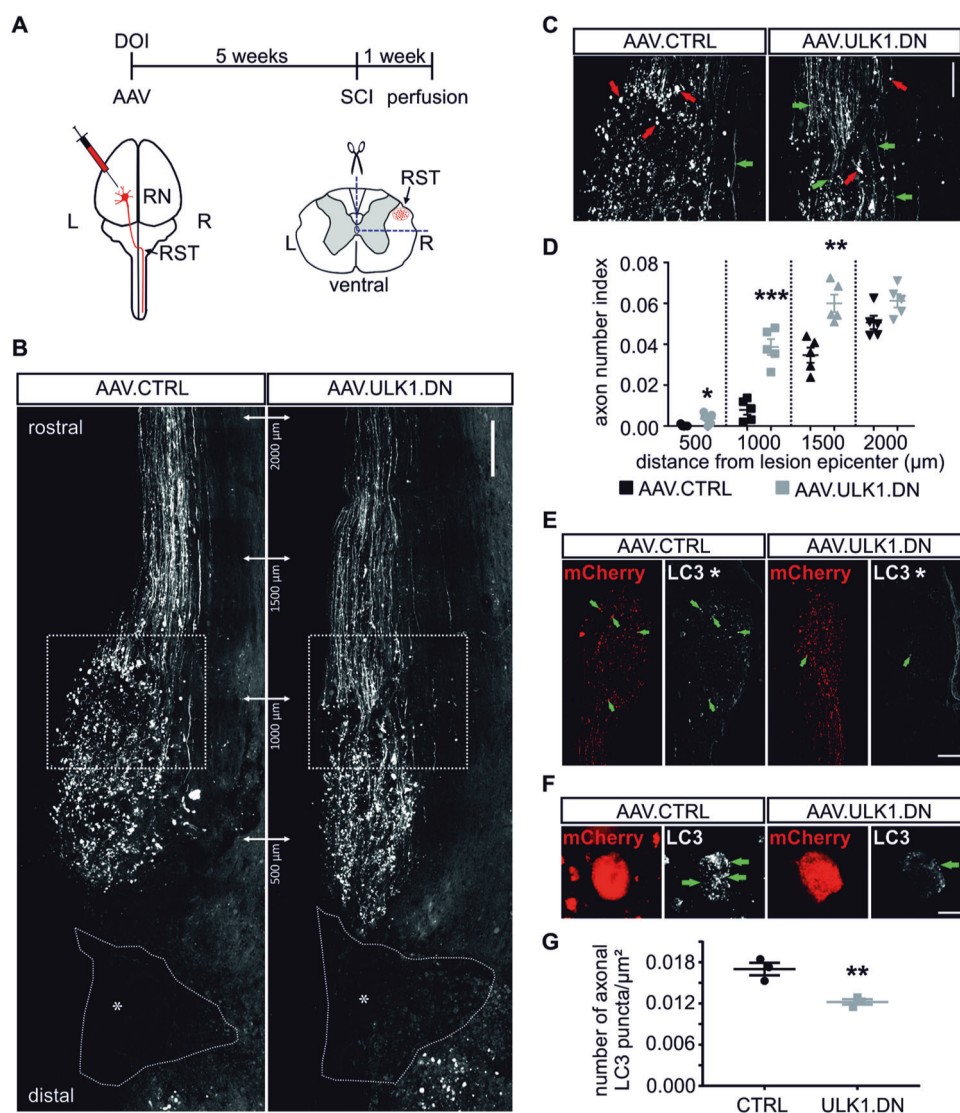 A
DOI
5 weeks
1 week
AAV
SCI perfusion
RN
L
R
RST
RST
L
R
ventral
B
AAV.CTRL
AAV.ULK1.DN
rostral
2000 µm
1500 µm
1000 µm
500 µm
*
*
distal
C
AAV.CTRL
AAV.ULK1.DN
D
axon number index
0.08
0.06
0.04
0.02
0.00
*
***
**
500
1000
1500
2000
distance from lesion epicenter (µm)
AAV.CTRL
AAV.ULK1.DN
E
AAV.CTRL
AAV.ULK1.DN
mCherry
LC3 *
mCherry
LC3 *
F
AAV.CTRL
AAV.ULK1.DN
mCherry
LC3
mCherry
LC3
G
number of axonal
LC3 puncta/µm²
0.018
0.012
0.006
0.000
**
CTRL
ULK1.DN